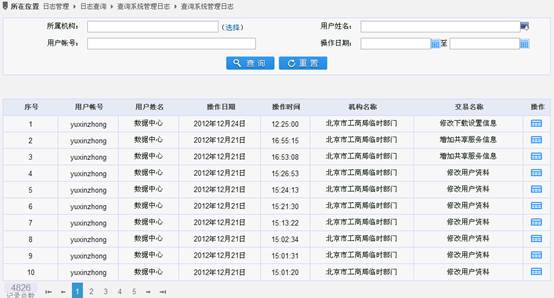 所在位置 日志管理 日志查询 查询系统管理日志 查询系统管理日志
所属机构： (选择) 用户姓名：
用户帐号： 操作日期： 至
查 询 重 置
序号 用户帐号 用户姓名 操作日期 操作时间 机构名称 交易名称 操作
1 yuxinzhong 数据中心 2012年12月24日 12:25:00 北京市工商局临时部门 修改下载设置信息
2 yuxinzhong 数据中心 2012年12月21日 16:55:15 北京市工商局临时部门 增加共享服务信息
3 yuxinzhong 数据中心 2012年12月21日 16:53:08 北京市工商局临时部门 增加共享服务信息
4 yuxinzhong 数据中心 2012年12月21日 15:26:53 北京市工商局临时部门 修改用户资料
5 yuxinzhong 数据中心 2012年12月21日 15:24:13 北京市工商局临时部门 修改用户资料
6 yuxinzhong 数据中心 2012年12月21日 15:21:30 北京市工商局临时部门 修改用户资料
7 yuxinzhong 数据中心 2012年12月21日 15:13:22 北京市工商局临时部门 修改用户资料
8 yuxinzhong 数据中心 2012年12月21日 15:02:34 北京市工商局临时部门 修改用户资料
9 yuxinzhong 数据中心 2012年12月21日 15:01:31 北京市工商局临时部门 修改用户资料
10 yuxinzhong 数据中心 2012年12月21日 15:01:20 北京市工商局临时部门 修改用户资料
4826 1 2 3 4 5
记录总数